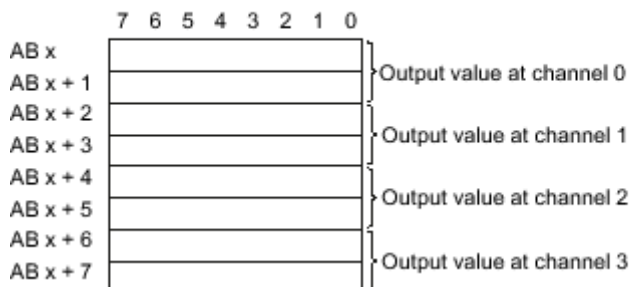 7 6 5 4 3 2 1 0
AB x
AB x + 1
Output value at channel 0
AB x + 2
AB x + 3
Output value at channel 1
AB x + 4
AB x + 5
Output value at channel 2
AB x + 6
AB x + 7
Output value at channel 3